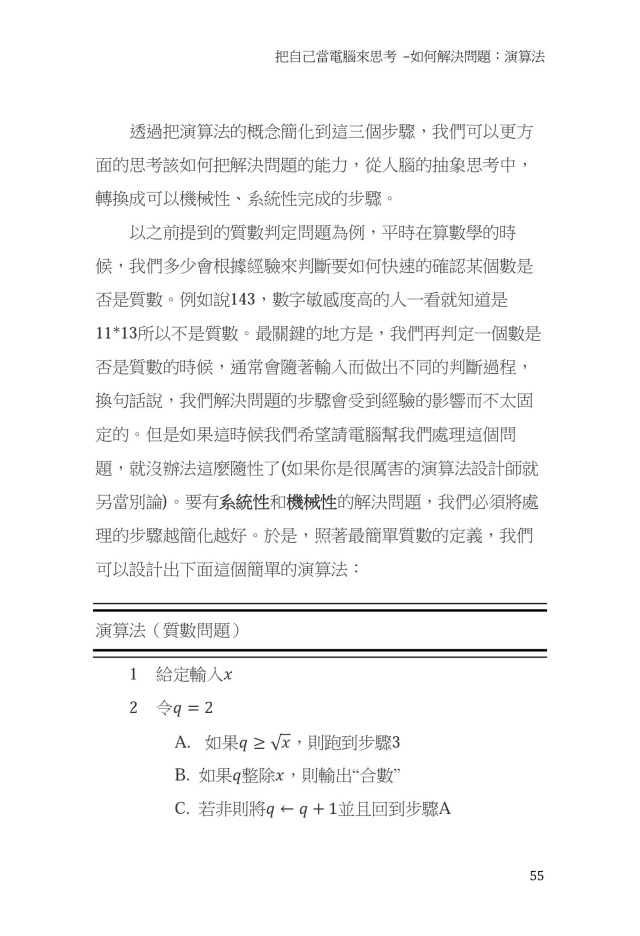 把自己當電腦來思考 –如何解決問題：演算法
透過把演算法的概念簡化到這三個步驟，我們可以更方
面的思考該如何把解決問題的能力，從人腦的抽象思考中，
轉換成可以機械性、系統性完成的步驟。
以之前提到的質數判定問題為例，平時在算數學的時
候，我們多少會根據經驗來判斷要如何快速的確認某個數是
否是質數。例如說143，數字敏感度高的人一看就知道是
11*13所以不是質數。最關鍵的地方是，我們再判定一個數是
否是質數的時候，通常會隨著輸入而做出不同的判斷過程，
換句話說，我們解決問題的步驟會受到經驗的影響而不太固
定的。但是如果這時候我們希望請電腦幫我們處理這個問
題，就沒辦法這麼隨性了(如果你是很厲害的演算法設計師就
另當別論)。要有系統性和機械性的解決問題，我們必須將處
理的步驟越簡化越好。於是，照著最簡單質數的定義，我們
可以設計出下面這個簡單的演算法：
演算法（質數問題）
1 給定輸入x
2 令q = 2
A. 如果q ≥ √x，則跑到步驟3
B. 如果q整除x，則輸出“合數”
C. 若非則將q ← q + 1並且回到步驟A
55